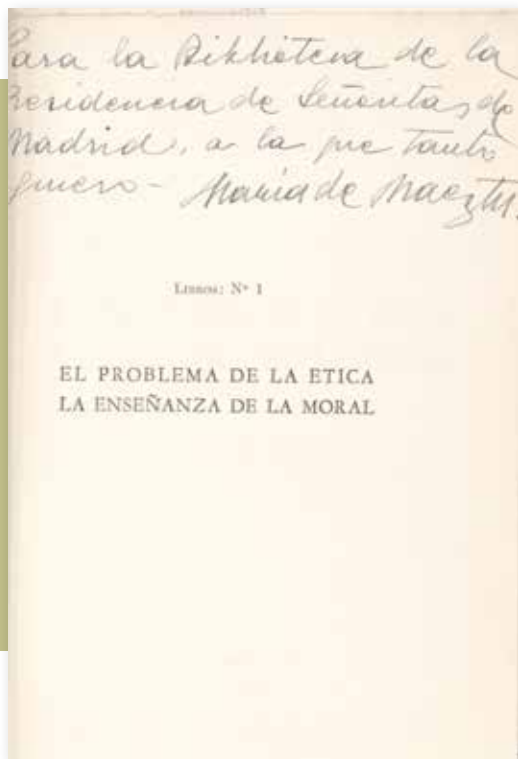 Para la Biblioteca de la
Residencia de Señoritas de
Madrid, a la que tanto
quiero - María de Maeztu.
Libros: Nº 1
EL PROBLEMA DE LA ETICA
LA ENSEÑANZA DE LA MORAL